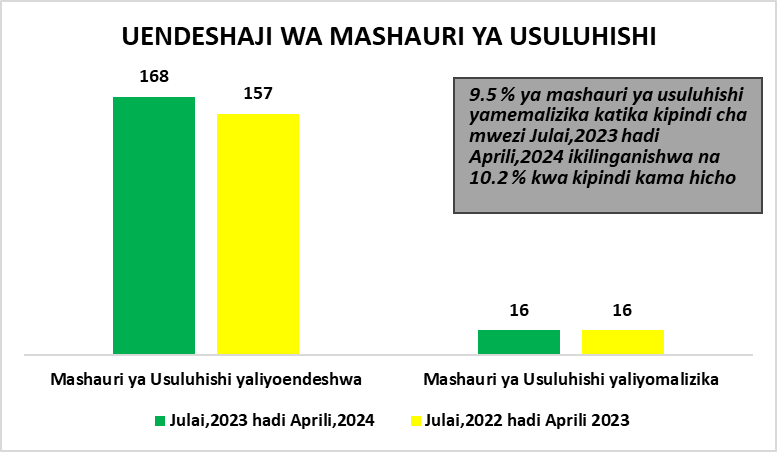 UENDESHAJI WA MASHAURI YA USULUHISHI
168
157
9.5 % ya mashauri ya usuluhishi
yamemalizika katika kipindi cha
mwezi Julai,2023 hadi
Aprili,2024 ikilinganishwa na
10.2 % kwa kipindi kama hicho
16
16
Mashauri ya Usuluhishi yaliyoendeshwa
Mashauri ya Usuluhishi yaliyomalizika
Julai,2023 hadi Aprili,2024
Julai,2022 hadi Aprili 2023